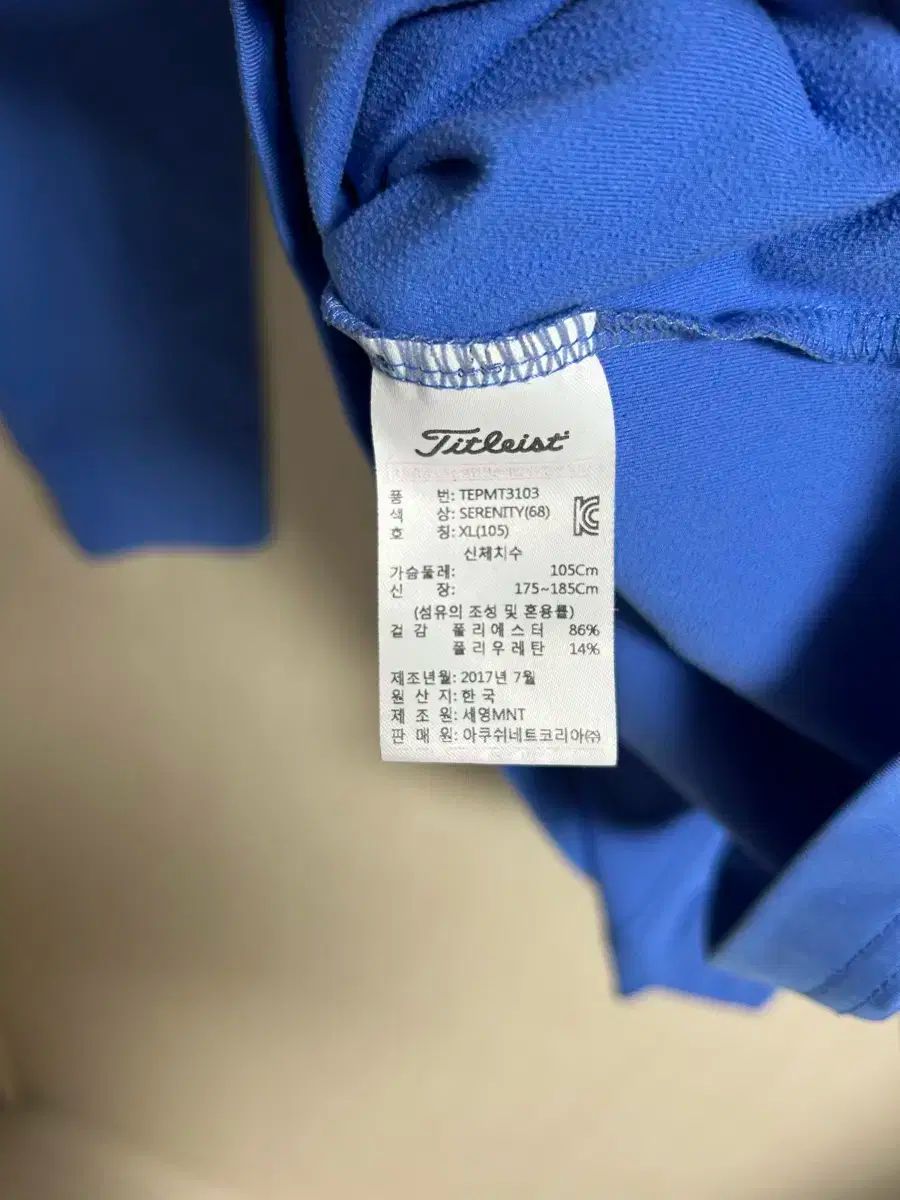 Titleist
품 번: TEPMT3103
색 상: SERENITY(68)
호 칭: XL(105)
신체치수
가슴둘레: 105Cm
신 장: 175~185Cm
(섬유의 조성 및 혼용률)
겉 감 폴리에스터 86%
폴리우레탄 14%
제조년월: 2017년 7월
원 산 지: 한 국
제 조 원: 세영MNT
판 매 원: 아쿠쉬네트코리아㈜